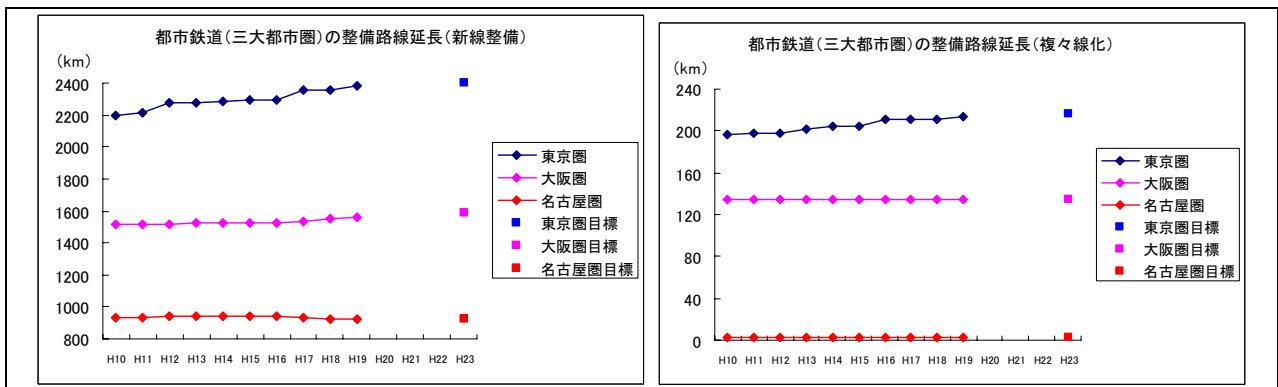 都市鉄道(三大都市圏)の整備路線延長(新線整備)
(km)
2400
2200
2000
1800
1600
1400
1200
1000
800
H10 H11 H12 H13 H14 H15 H16 H17 H18 H19 H20 H21 H22 H23
東京圏
大阪圏
名古屋圏
東京圏目標
大阪圏目標
名古屋圏目標
都市鉄道(三大都市圏)の整備路線延長(複々線化)
(km)
240
200
160
120
80
40
0
H10 H11 H12 H13 H14 H15 H16 H17 H18 H19 H20 H21 H22 H23
東京圏
大阪圏
名古屋圏
東京圏目標
大阪圏目標
名古屋圏目標